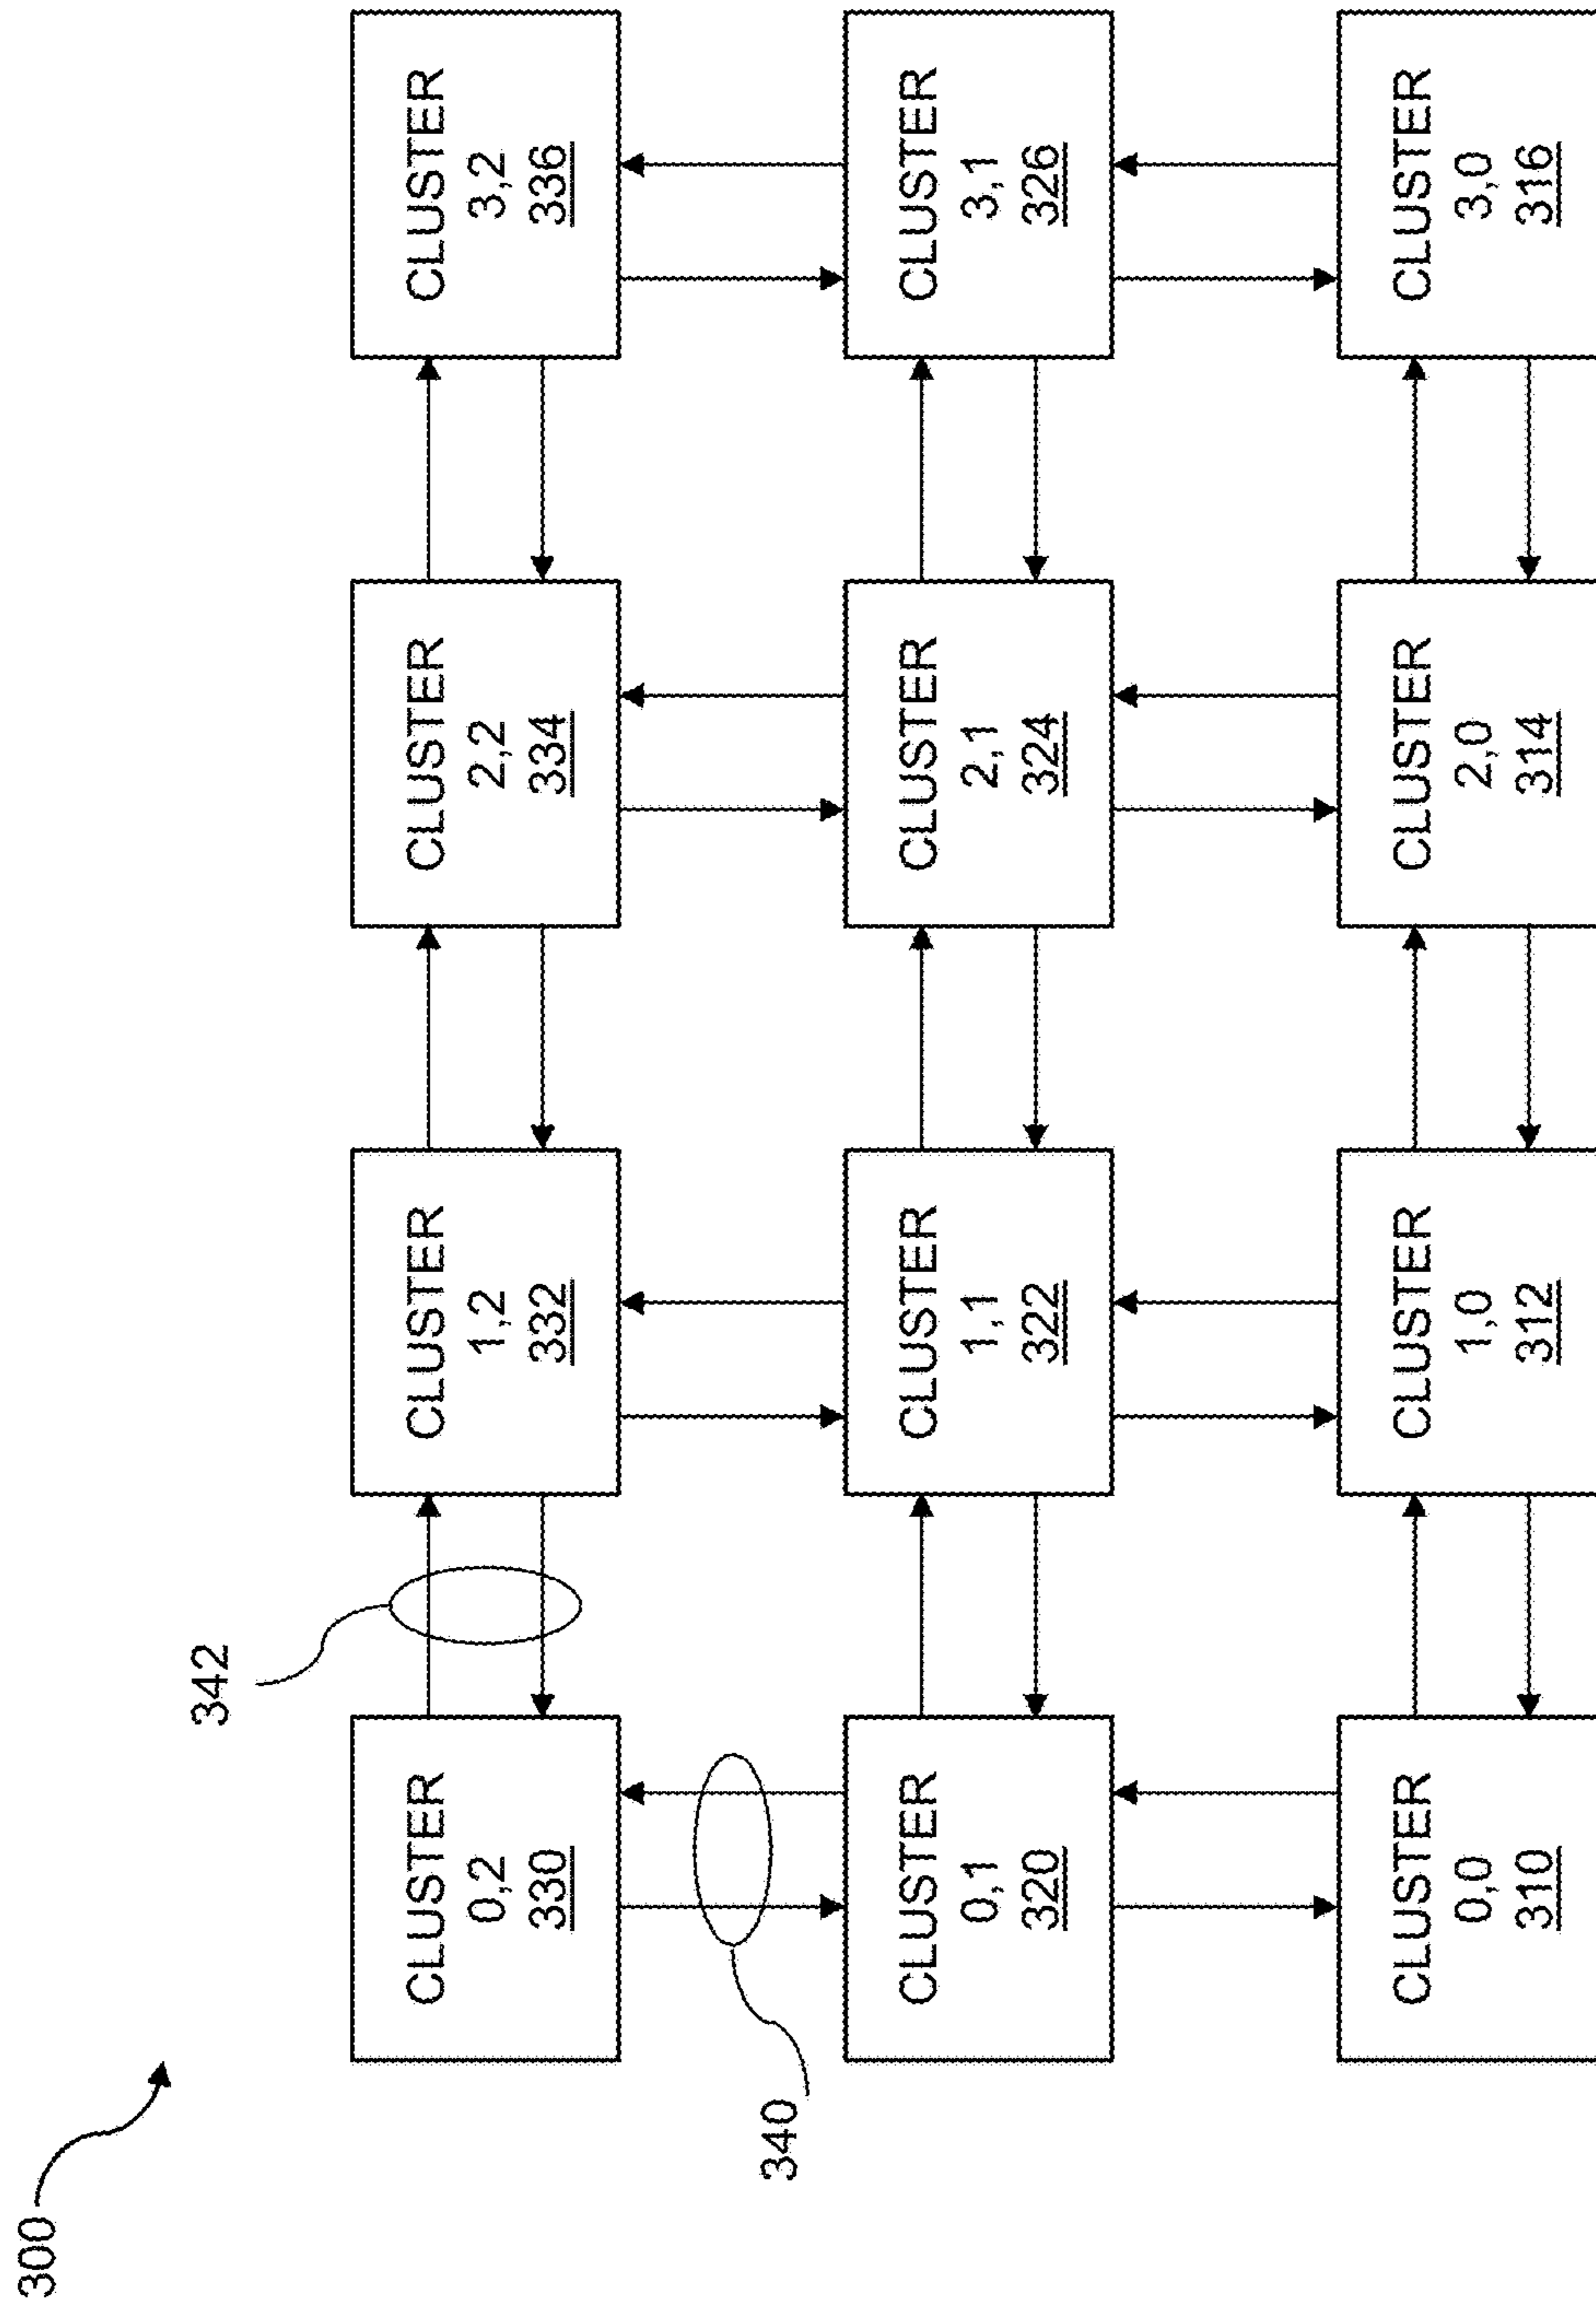 300
342
CLUSTER
0,2
330
CLUSTER
1,2
332
CLUSTER
2,2
334
CLUSTER
3,2
336
340
CLUSTER
0,1
320
CLUSTER
1,1
322
CLUSTER
2,1
324
CLUSTER
3,1
326
CLUSTER
0,0
310
CLUSTER
1,0
312
CLUSTER
2,0
314
CLUSTER
3,0
316